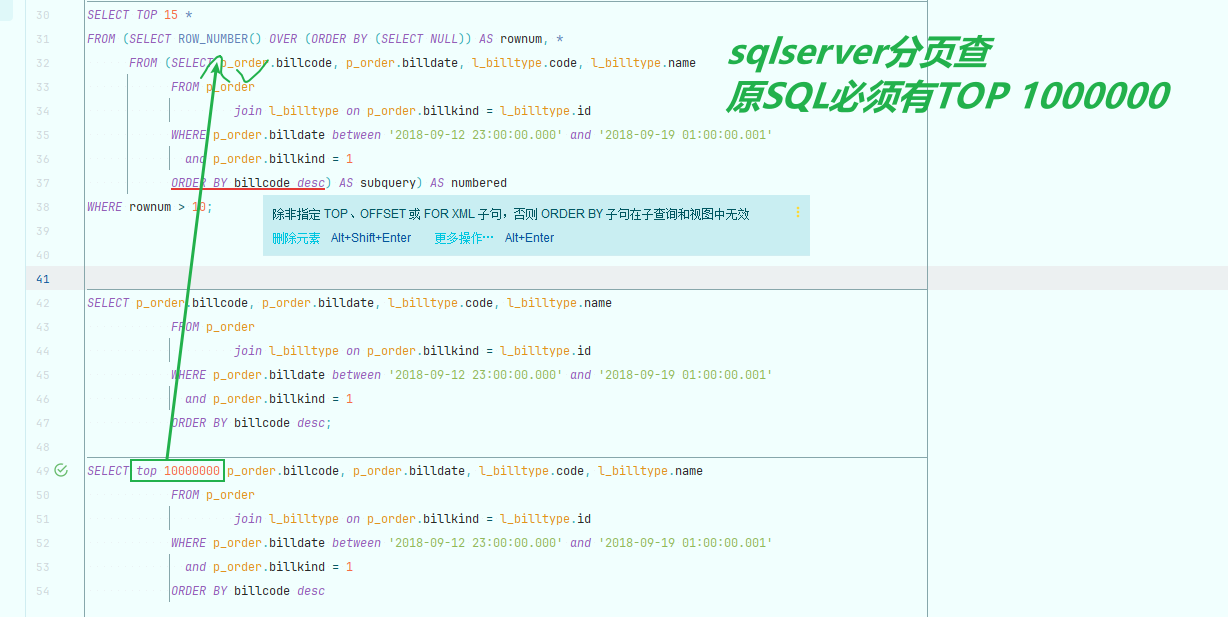 30 SELECT TOP 15 *
31 FROM (SELECT ROW_NUMBER() OVER (ORDER BY (SELECT NULL)) AS rownum, *
32 FROM (SELECT p_order.billcode, p_order.billdate, l_billtype.code, l_billtype.name
sqlserver分页查
33 FROM p_order
原SQL必须有TOP 1000000
34 join l_billtype on p_order.billkind = l_billtype.id
35 WHERE p_order.billdate between '2018-09-12 23:00:00.000' and '2018-09-19 01:00:00.001'
36 and p_order.billkind = 1
37 ORDER BY billcode desc) AS subquery) AS numbered
38 WHERE rownum > 10;
除非指定 TOP、OFFSET 或 FOR XML 子句，否则 ORDER BY 子句在子查询和视图中无效
39
删除元素 Alt+Shift+Enter 更多操作… Alt+Enter
40
41
42 SELECT p_order.billcode, p_order.billdate, l_billtype.code, l_billtype.name
43 FROM p_order
44 join l_billtype on p_order.billkind = l_billtype.id
45 WHERE p_order.billdate between '2018-09-12 23:00:00.000' and '2018-09-19 01:00:00.001'
46 and p_order.billkind = 1
47 ORDER BY billcode desc;
48
49 SELECT top 10000000 p_order.billcode, p_order.billdate, l_billtype.code, l_billtype.name
50 FROM p_order
51 join l_billtype on p_order.billkind = l_billtype.id
52 WHERE p_order.billdate between '2018-09-12 23:00:00.000' and '2018-09-19 01:00:00.001'
53 and p_order.billkind = 1
54 ORDER BY billcode desc